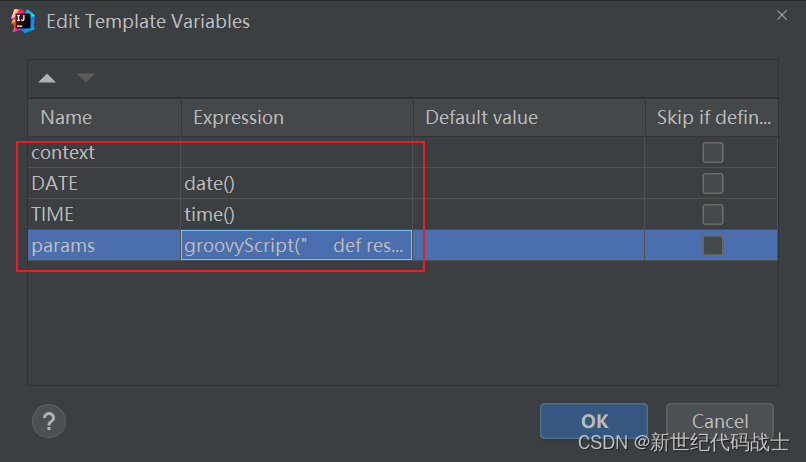 Edit Template Variables
Name Expression Default value Skip if defin...
context
DATE date()
TIME time()
params groovyScript(" def res...
? OK Cancel
CSDN @新世纪代码战士